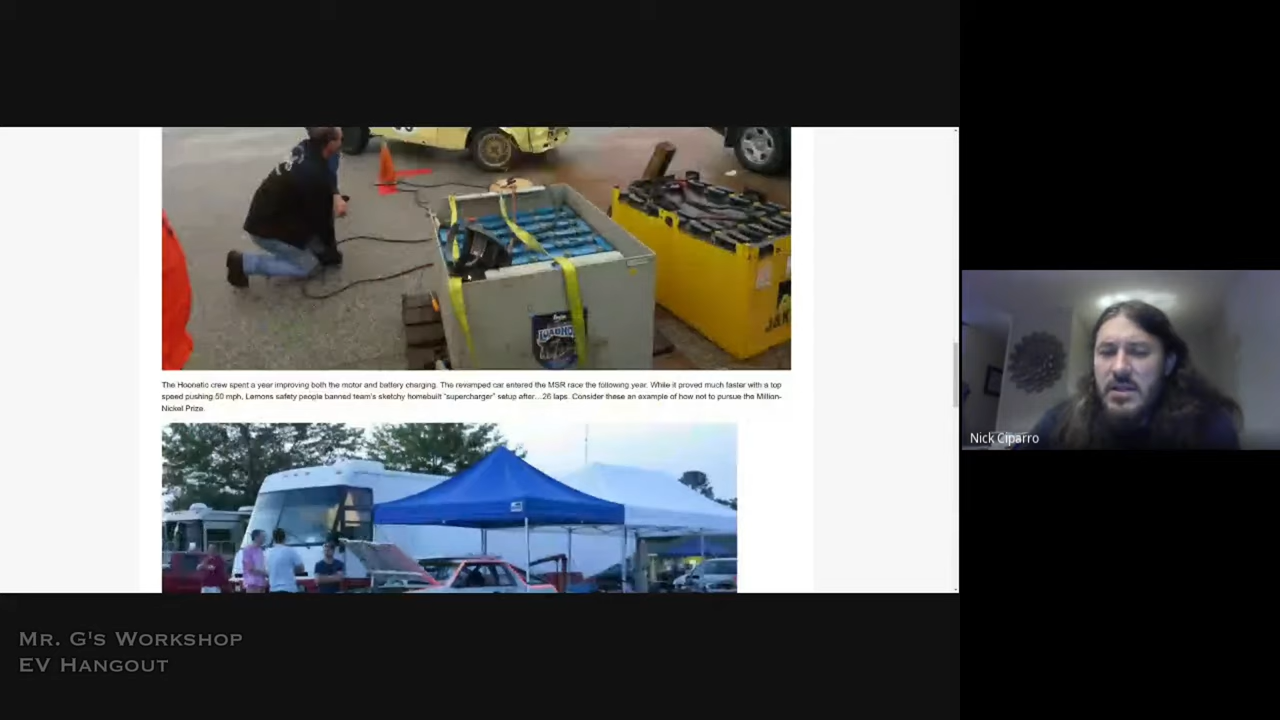 The Hoonatic crew spent a year improving both the motor and battery charging. The revamped car entered the MSR race the following year. While it proved much faster with a top
speed pushing 50 mph, Lemons safety people banned team's sketchy homebuilt "supercharger" setup after…26 laps. Consider these an example of how not to pursue the Million-
Nickel Prize.
Nick Ciparro
MR. G'S WORKSHOP
EV HANGOUT